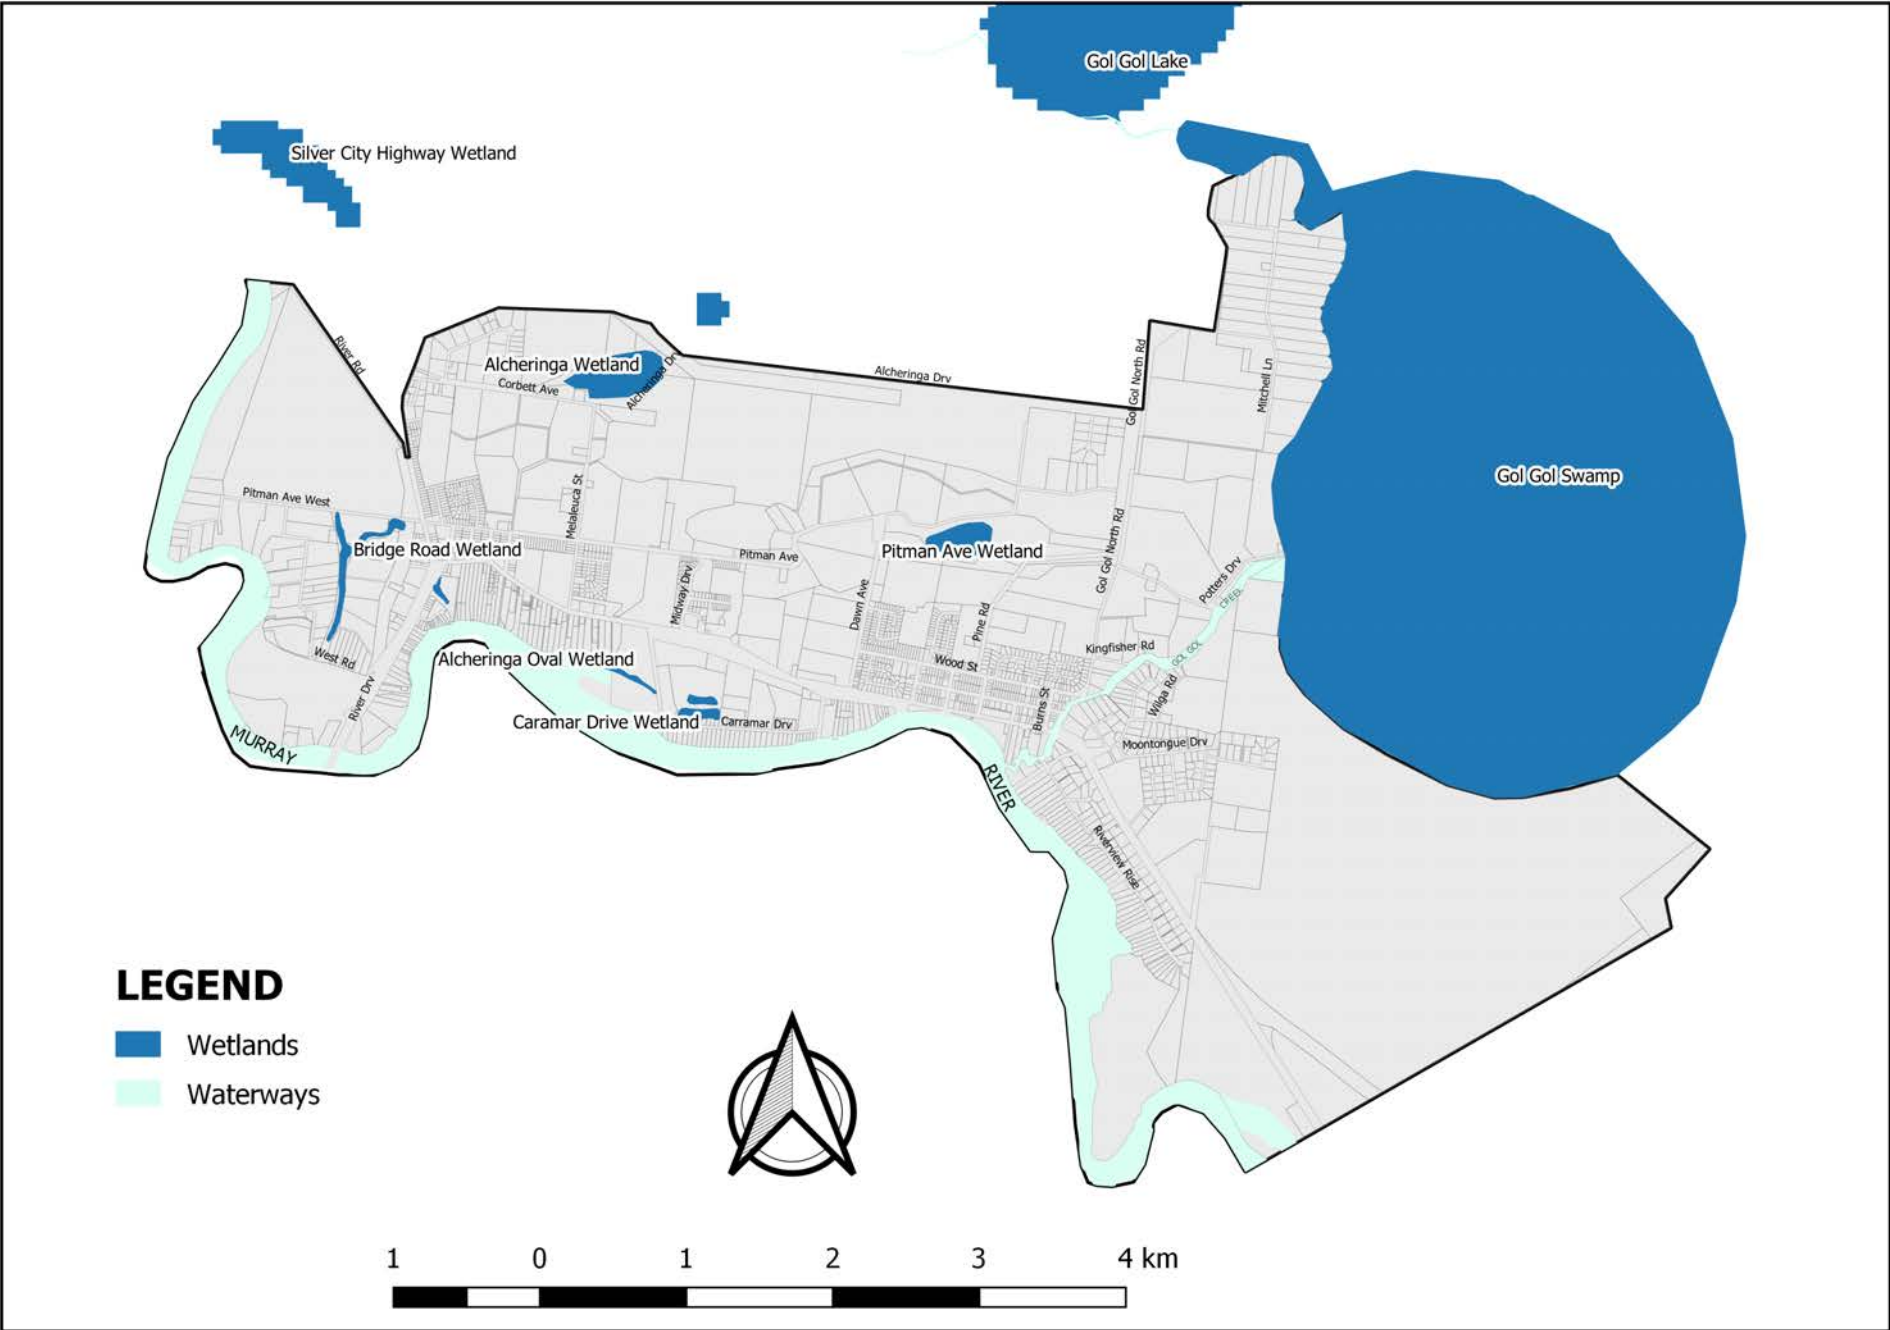 Gol Gol Lake
Silver City Highway Wetland
River Rd
Alcheringa Wetland
Corbett Ave
Alcheringa Drv
Alcheringa Drv
Gol Gol North Rd
Mitchell Ln
Gol Gol Swamp
Pitman Ave West
Melaleuca St
Bridge Road Wetland
Pitman Ave
Pitman Ave Wetland
Gol Gol North Rd
Potters Drv
CREEK
GOL GOL
Midway Drv
Dawn Ave
Pine Rd
Kingfisher Rd
West Rd
Alcheringa Oval Wetland
Wood St
River Drv
Burns St
Wilga Rd
Caramar Drive Wetland
Carramar Drv
Moontongue Drv
MURRAY
RIVER
Riverview Rise
LEGEND
Wetlands
Waterways
1 0 1 2 3 4 km